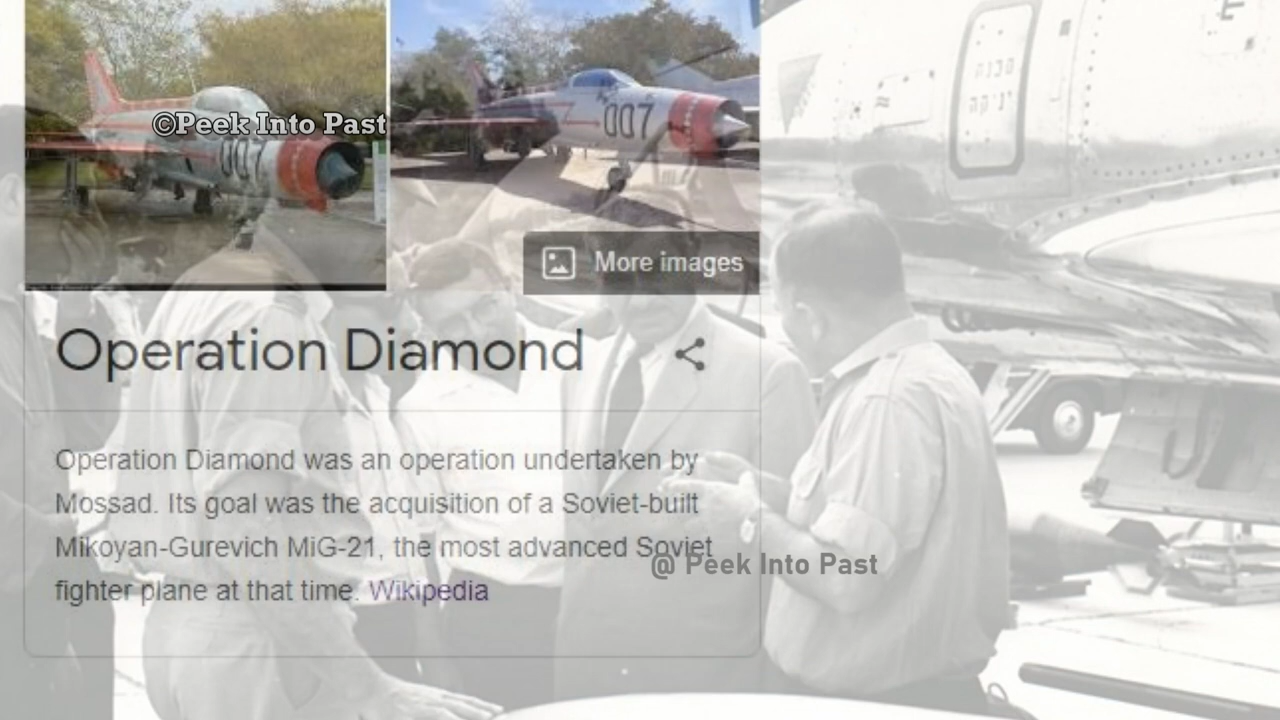 007
©Peek Into Past
007
More images
Operation Diamond
Operation Diamond was an operation undertaken by
Mossad. Its goal was the acquisition of a Soviet-built
Mikoyan-Gurevich MiG-21, the most advanced Soviet
fighter plane at that time. Wikipedia
@ Peek Into Past